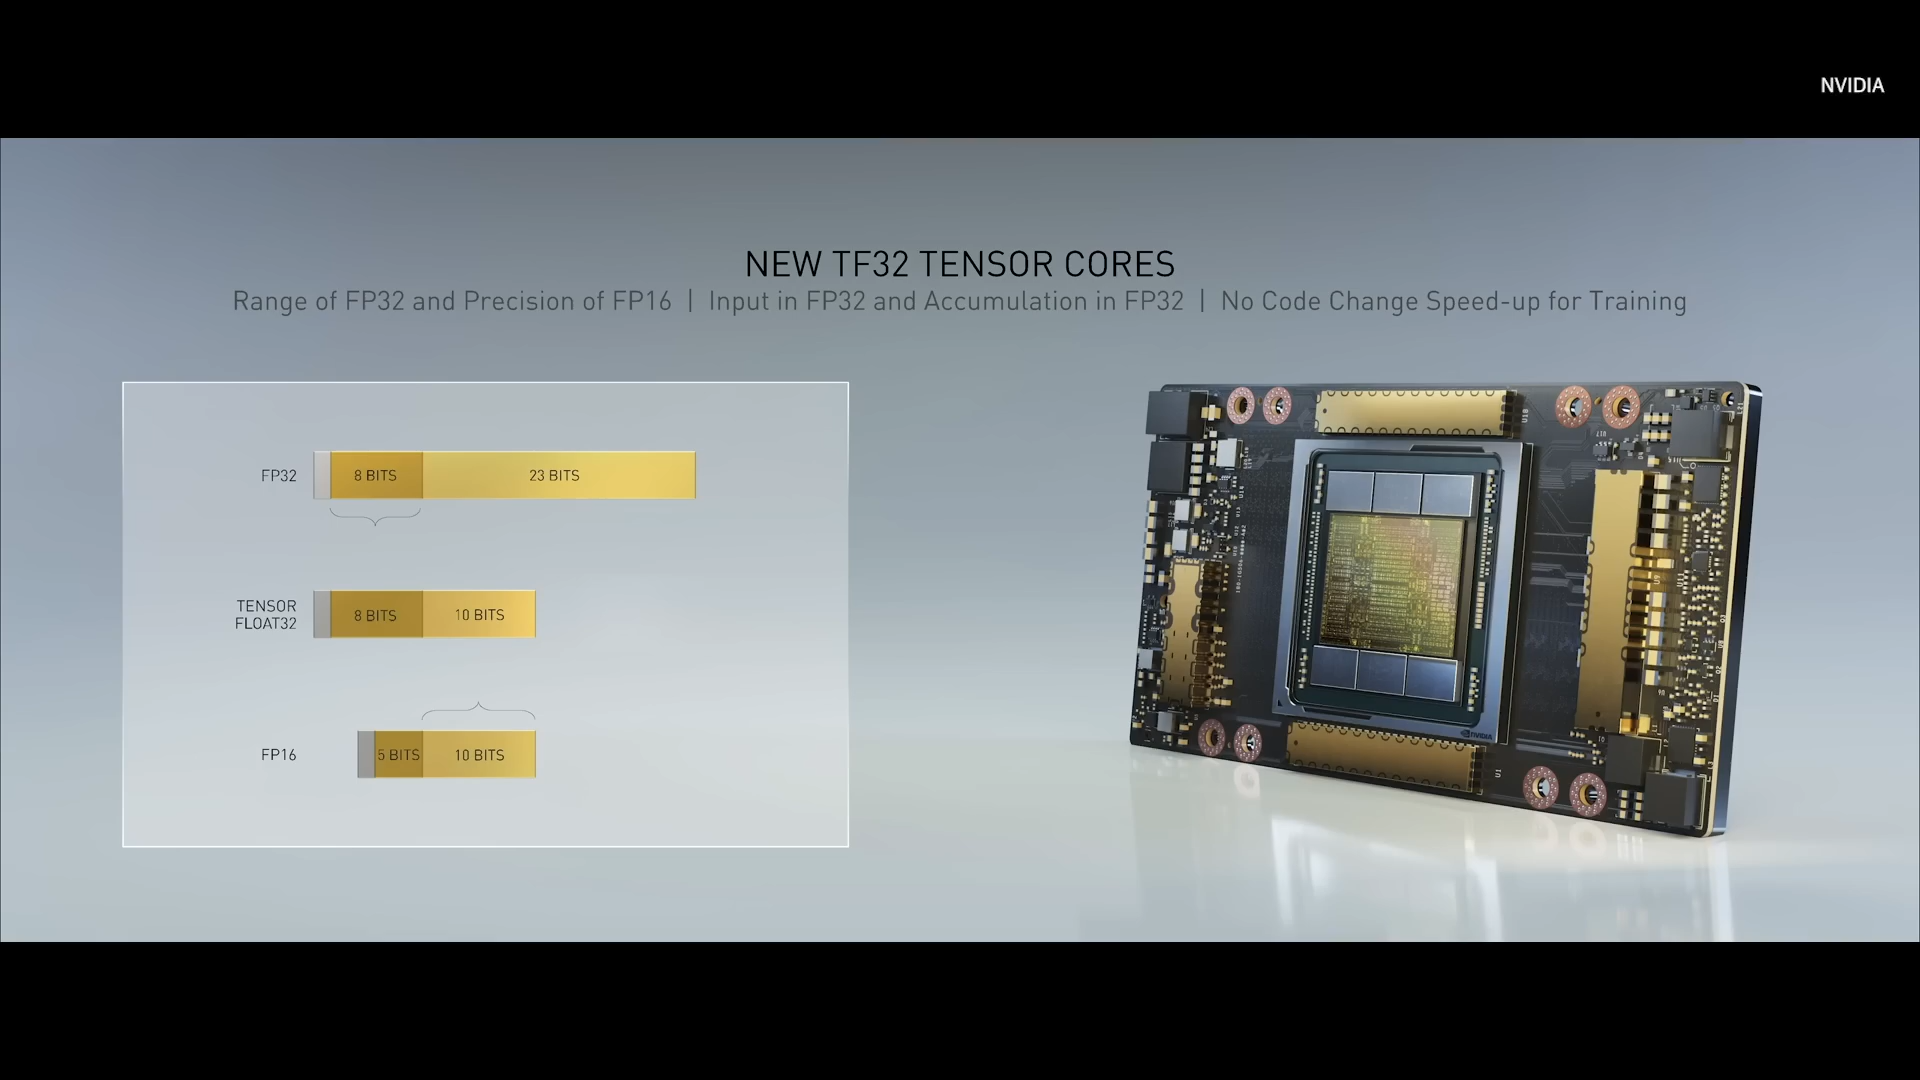 NVIDIA
NEW TF32 TENSOR CORES
Range of FP32 and Precision of FP16 | Input in FP32 and Accumulation in FP32 | No Code Change Speed-up for Training
FP32 8 BITS 23 BITS
TENSOR
FLOAT32
8 BITS 10 BITS
FP16 5 BITS 10 BITS
NVIDIA